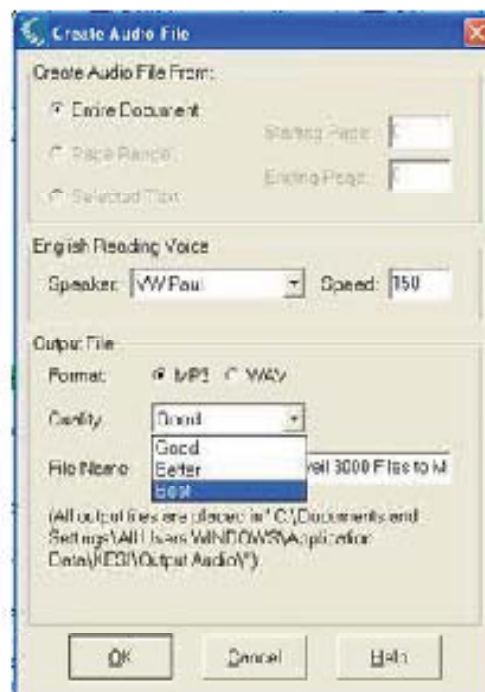 Create Audio File
Create Audio File From:
Entire Document
Starting Page:
Page Range
Ending Page:
Selected Text
English Reading Voice
Speaker: VW Paul Speed: 150
Output File
Format: MP3 WAV
Quality: Good
Good
Better
Best
File Name 3000 Files to
(All output files are placed in "C:\Documents and
Settings\All Users.WINDOWS\Application
Data\KESI\Output Audio\")
OK Cancel Help